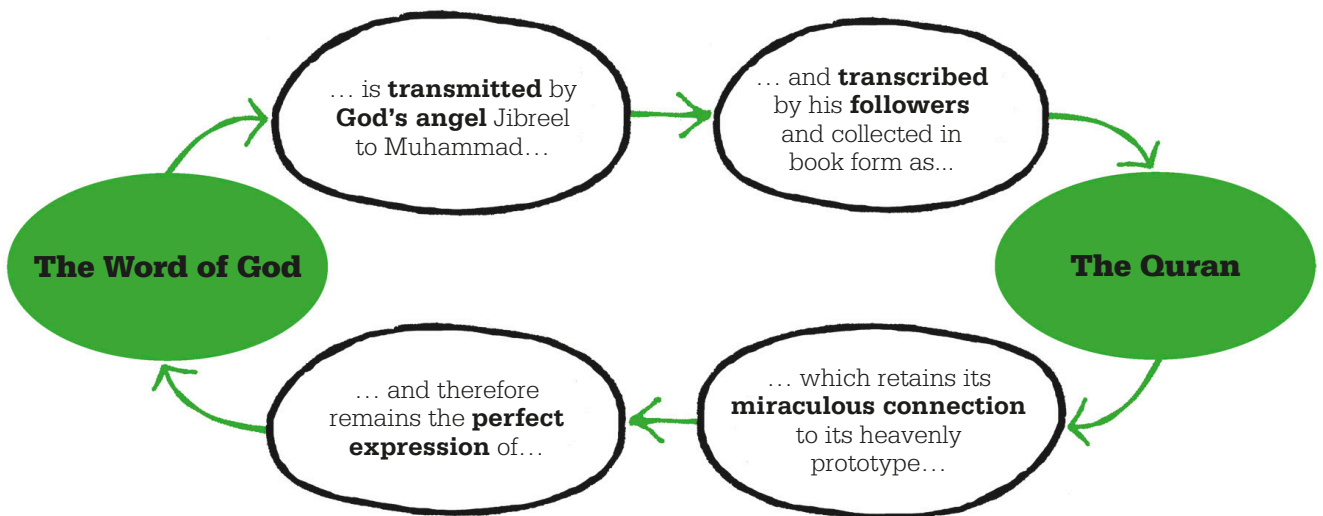 The Word of God
… is transmitted by
God's angel Jibreel
to Muhammad…
… and transcribed
by his followers
and collected in
book form as...
The Quran
… which retains its
miraculous connection
to its heavenly
prototype…
… and therefore
remains the perfect
expression of…